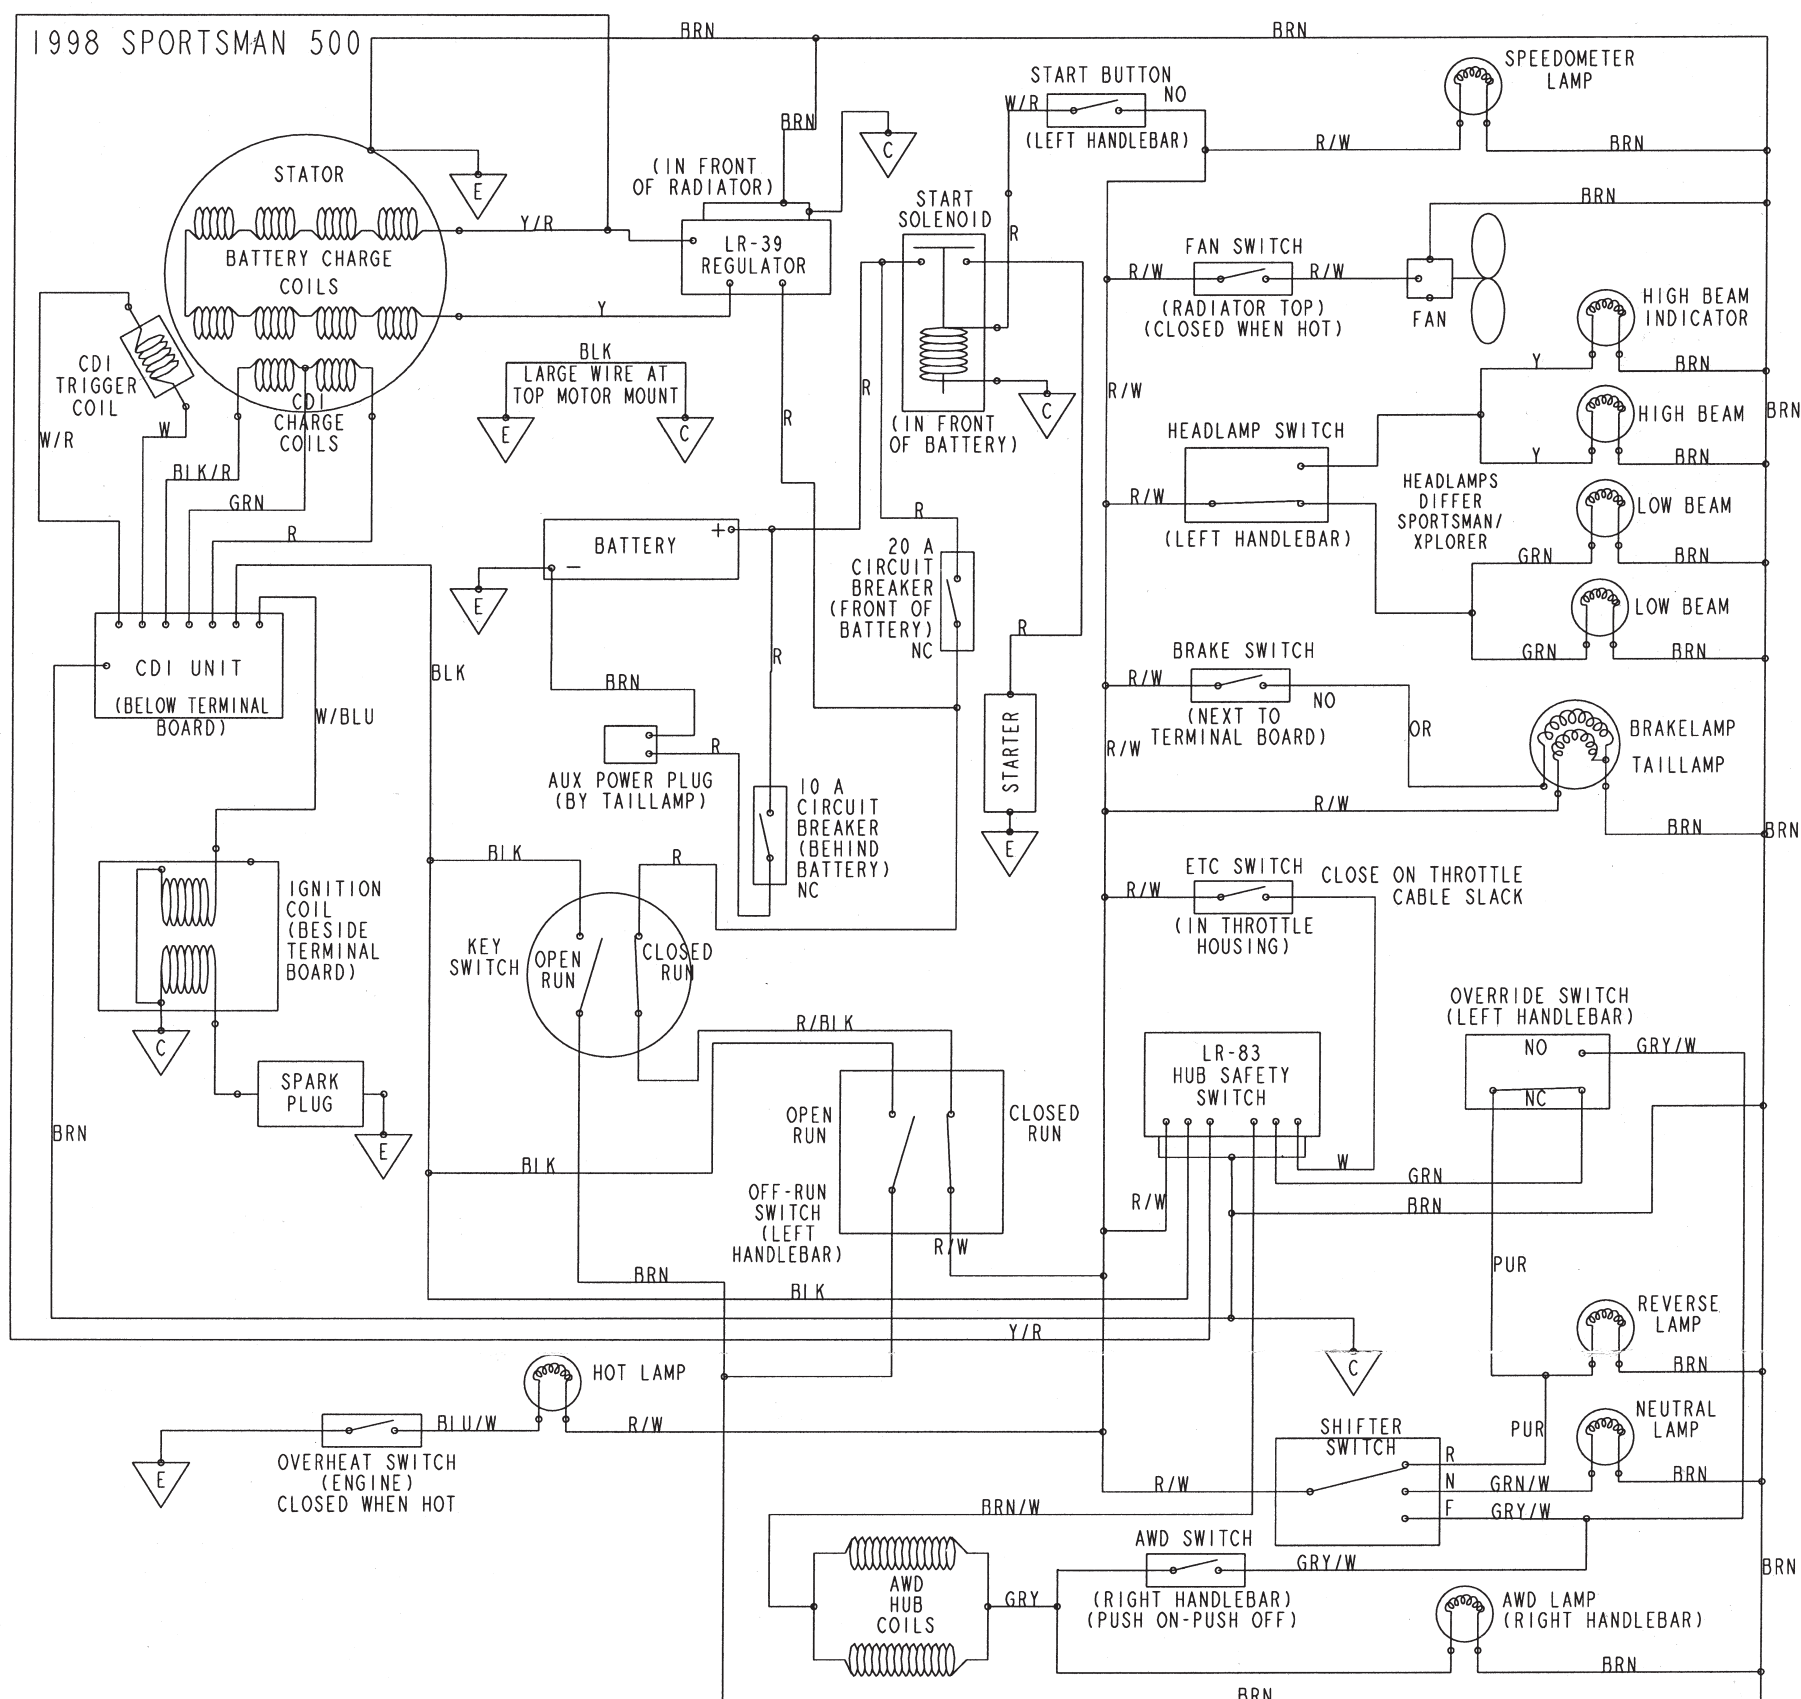 1998 SPORTSMAN 500
BRN
BRN
SPEEDOMETER
LAMP
START BUTTON
NO
W/R
(LEFT HANDLEBAR)
R/W
BRN
BRN
C
STATOR
E
(IN FRONT
OF RADIATOR)
START
SOLENOID
BRN
Y/R
LR-39
REGULATOR
R
FAN SWITCH
R/W
R/W
(RADIATOR TOP)
(CLOSED WHEN HOT)
FAN
BATTERY CHARGE
COILS
HIGH BEAM
INDICATOR
Y
BRN
Y
CDI
TRIGGER
COIL
CDI
CHARGE
COILS
BLK
LARGE WIRE AT
TOP MOTOR MOUNT
E
C
R
R
C
(IN FRONT
OF BATTERY)
R/W
HIGH BEAM
BRN
Y
BRN
HEADLAMP SWITCH
R/W
(LEFT HANDLEBAR)
HEADLAMPS
DIFFER
SPORTSMAN/
XPLORER
LOW BEAM
GRN
BRN
LOW BEAM
GRN
BRN
W/R
W
BLK/R
GRN
R
BATTERY
+
−
E
R
20 A
CIRCUIT
BREAKER
(FRONT OF
BATTERY)
NC
R
CDI UNIT
(BELOW TERMINAL
BOARD)
BLK
W/BLU
R
BRN
AUX POWER PLUG
(BY TAILLAMP)
R
STARTER
E
BRAKE SWITCH
R/W
NO
(NEXT TO
TERMINAL BOARD)
R/W
OR
BRAKELAMP
TAILLAMP
R/W
BRN
BRN
10 A
CIRCUIT
BREAKER
(BEHIND
BATTERY)
NC
BLK
R
IGNITION
COIL
(BESIDE
TERMINAL
BOARD)
C
KEY
SWITCH
OPEN
RUN
CLOSED
RUN
ETC SWITCH
CLOSE ON THROTTLE
CABLE SLACK
R/W
(IN THROTTLE
HOUSING)
OVERRIDE SWITCH
(LEFT HANDLEBAR)
NO
GRY/W
NC
R/BLK
LR-83
HUB SAFETY
SWITCH
SPARK
PLUG
E
BRN
OPEN
RUN
CLOSED
RUN
BLK
OFF-RUN
SWITCH
(LEFT
HANDLEBAR)
R/W
R/W
W
GRN
BRN
PUR
BRN
BLK
Y/R
C
REVERSE
LAMP
BRN
HOT LAMP
BLU/W
R/W
E
OVERHEAT SWITCH
(ENGINE)
CLOSED WHEN HOT
SHIFTER
SWITCH
R
N
F
PUR
NEUTRAL
LAMP
R/W
GRN/W
BRN
GRY/W
BRN/W
AWD SWITCH
GRY/W
BRN
AWD
HUB
COILS
GRY
(RIGHT HANDLEBAR)
(PUSH ON-PUSH OFF)
AWD LAMP
(RIGHT HANDLEBAR)
BRN
BRN